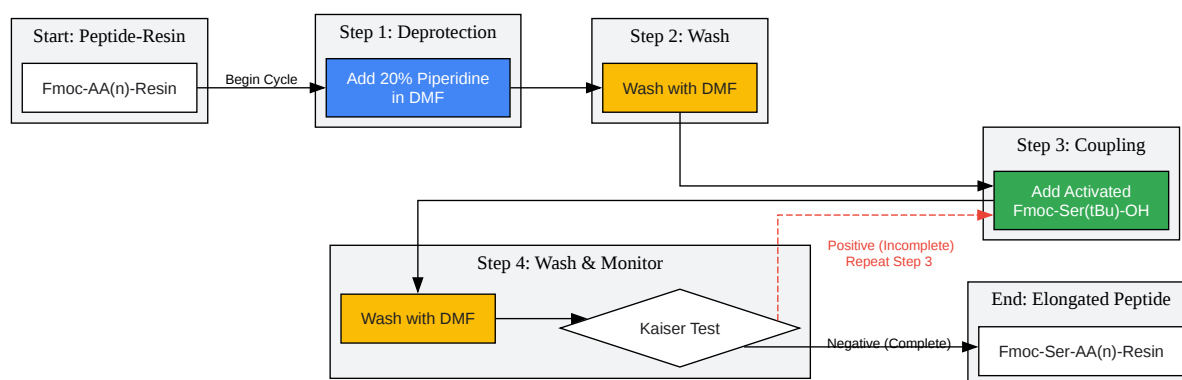 Start: Peptide-Resin
Fmoc-AA(n)-Resin
Begin Cycle
Step 1: Deprotection
Add 20% Piperidine
in DMF
Step 2: Wash
Wash with DMF
Step 3: Coupling
Add Activated
Fmoc-Ser(tBu)-OH
Positive (Incomplete)
Repeat Step 3
Step 4: Wash & Monitor
Wash with DMF
Kaiser Test
Negative (Complete)
End: Elongated Peptide
Fmoc-Ser-AA(n)-Resin